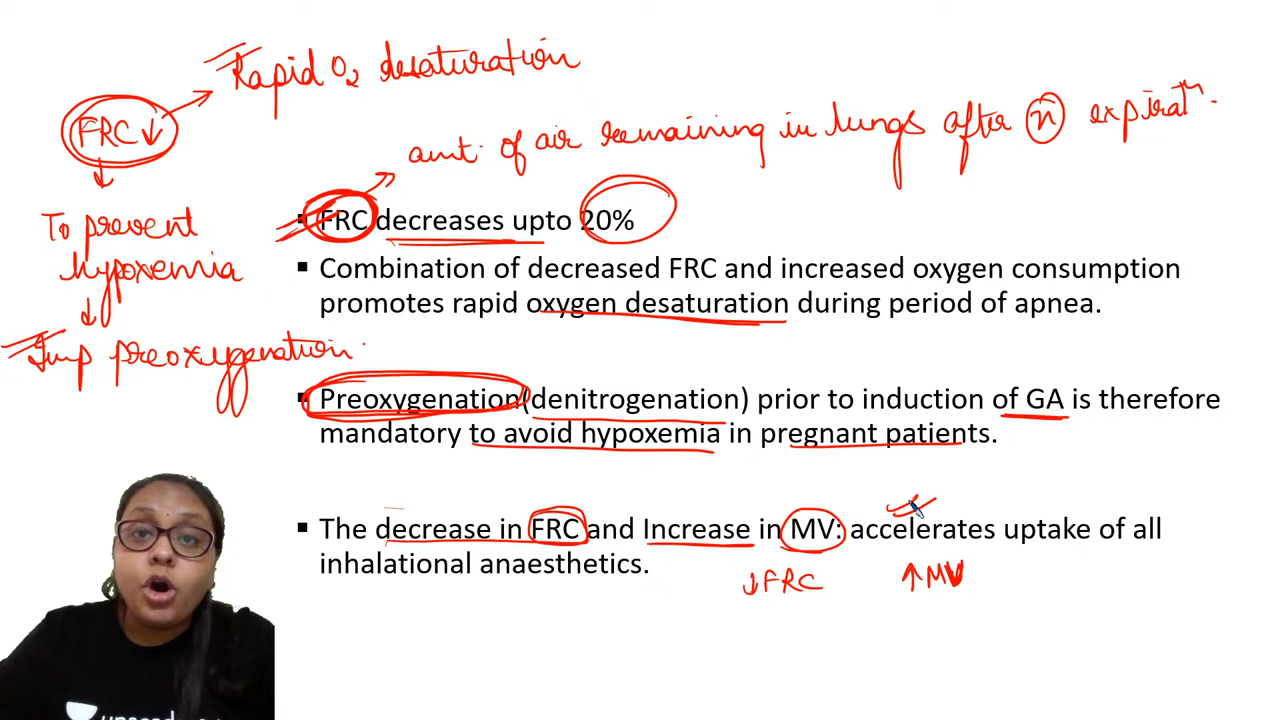 Rapid O2 desaturation
FRC ↓
amt. of air remaining in lungs after n expiratn.
▪ FRC decreases upto 20%
To prevent
hypoxemia
▪ Combination of decreased FRC and increased oxygen consumption
promotes rapid oxygen desaturation during period of apnea.
Imp preoxygenation.
▪ Preoxygenation(denitrogenation) prior to induction of GA is therefore
mandatory to avoid hypoxemia in pregnant patients.
▪ The decrease in FRC and Increase in MV: accelerates uptake of all
inhalational anaesthetics.
↓FRC ↑MV